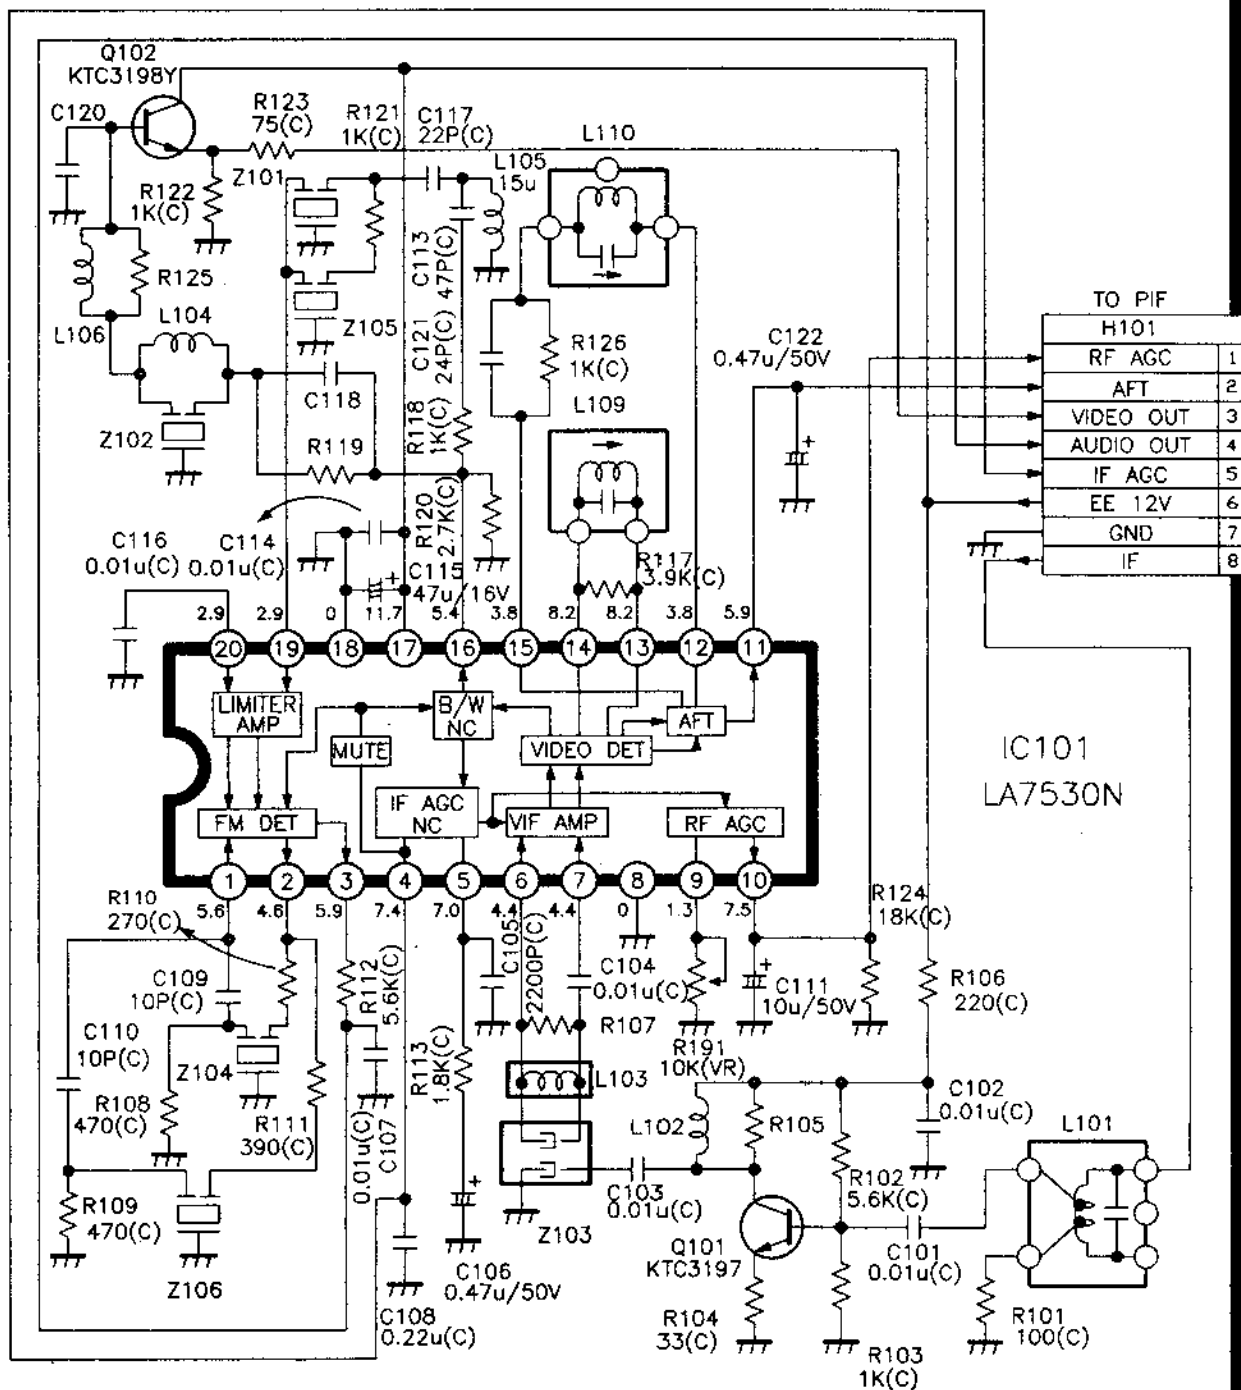 Q102
KTC3198Y
C120
R123
75(C)
R121
1K(C)
C117
22P(C)
L110
L105
15u
Z101
R122
1K(C)
R125
L104
L106
Z105
C113
47P(C)
C121
24P(C)
R126
1K(C)
C122
0.47u/50V
TO PIF
H101
RF AGC 1
AFT 2
VIDEO OUT 3
AUDIO OUT 4
IF AGC 5
EE 12V 6
GND 7
IF 8
C118
Z102
R119
R118
1K(C)
L109
R120
2.7K(C)
C116
0.01u(C)
C114
0.01u(C)
C115
47u/16V
R117
3.9K(C)
2.9 2.9 0 11.7 5.4 3.8 8.2 8.2 3.8 5.9
20 19 18 17 16 15 14 13 12 11
LIMITER
AMP
B/W
NC
AFT
MUTE
VIDEO DET
IC101
LA7530N
IF AGC
NC
FM DET
VIF AMP
RF AGC
1 2 3 4 5 6 7 8 9 10
5.6 4.6 5.9 7.4 7.0 4.4 4.4 0 1.3 7.5
R110
270(C)
R124
18K(C)
C109
10P(C)
R112
5.6K(C)
C105
2200P(C)
C104
0.01u(C)
C111
10u/50V
R106
220(C)
C110
10P(C)
R107
Z104
R113
1.8K(C)
R191
10K(VR)
L103
R108
470(C)
R111
390(C)
0.01u(C)
C107
L102
R105
C102
0.01u(C)
L101
R109
470(C)
C103
0.01u(C)
R102
5.6K(C)
Z103
Q101
KTC3197
C101
0.01u(C)
Z106
C106
0.47u/50V
C108
0.22u(C)
R104
33(C)
R103
1K(C)
R101
100(C)